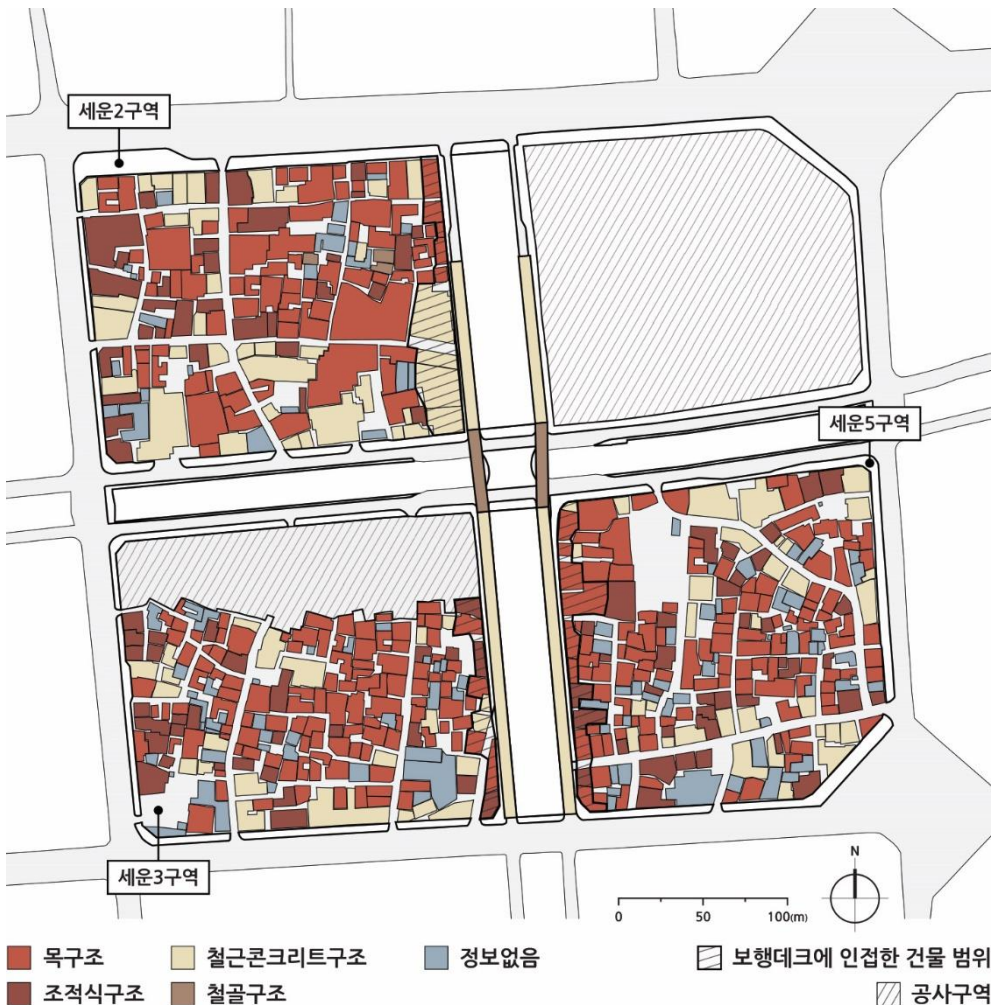 세운2구역
세운5구역
세운3구역
N
0 50 100(m)
목구조 철근콘크리트구조 정보없음 보행데크에 인접한 건물 범위
조적식구조 철골구조 공사구역